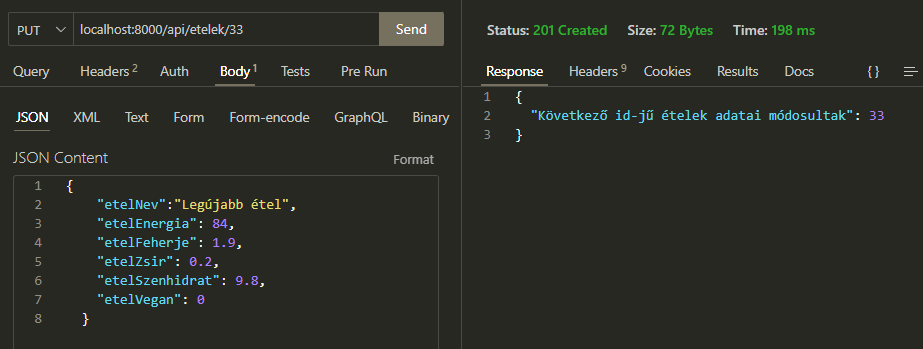 PUT localhost:8000/api/etelek/33 Send
Query Headers 2 Auth Body 1 Tests Pre Run
JSON XML Text Form Form-encode GraphQL Binary
JSON Content Format
1 {
2 "etelNev":"Legújabb étel",
3 "etelEnergia": 84,
4 "etelFeherje": 1.9,
5 "etelZsir": 0.2,
6 "etelSzenhidrat": 9.8,
7 "etelVegan": 0
8 }
Status: 201 Created Size: 72 Bytes Time: 198 ms
Response Headers 9 Cookies Results Docs { }
1 {
2 "Következő id-jű ételek adatai módosultak": 33
3 }